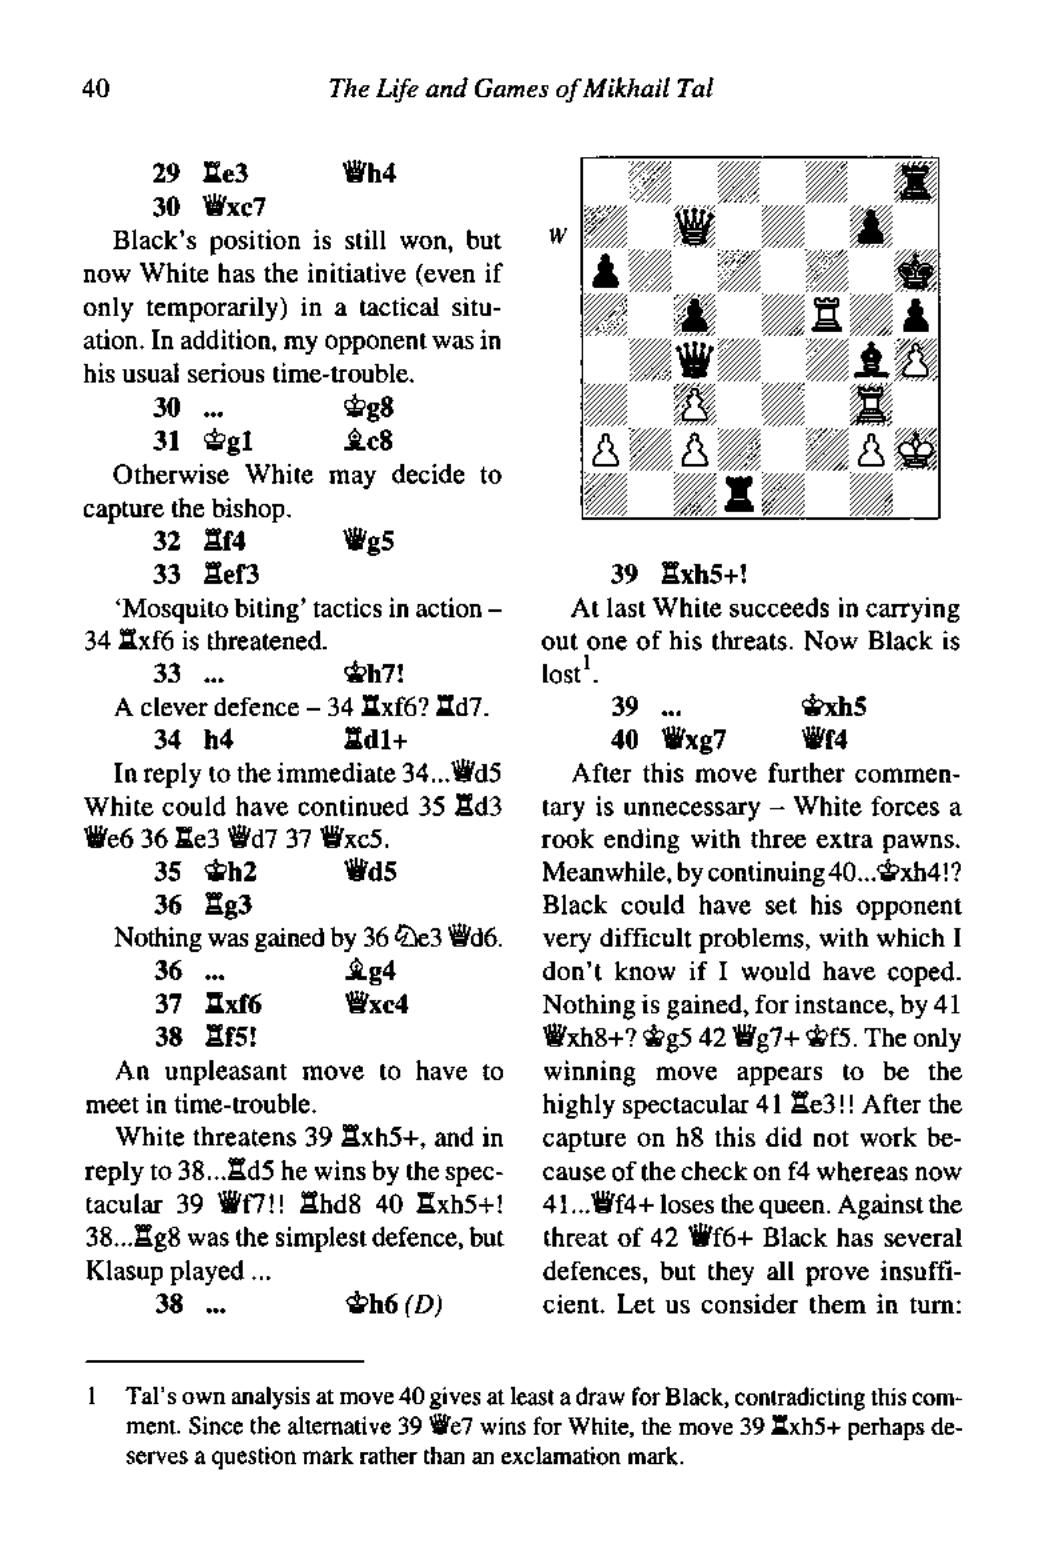 40
The Life and Games of Mikhail Tal
29 ♖e3 ♛h4
30 ♕xc7
Black's position is still won, but
now White has the initiative (even if
only temporarily) in a tactical situ-
ation. In addition, my opponent was in
his usual serious time-trouble.
30 ... ♔g8
31 ♔g1 ♗c8
Otherwise White may decide to
capture the bishop.
32 ♖f4 ♕g5
33 ♖ef3
‘Mosquito biting’ tactics in action –
34 ♖xf6 is threatened.
33 ... ♔h7!
A clever defence – 34 ♖xf6? ♖d7.
34 h4 ♖d1+
In reply to the immediate 34...♕d5
White could have continued 35 ♖d3
♕e6 36 ♖e3 ♕d7 37 ♕xc5.
35 ♔h2 ♕d5
36 ♖g3
Nothing was gained by 36 ♘e3 ♕d6.
36 ... ♗g4
37 ♖xf6 ♕xc4
38 ♖f5!
An unpleasant move to have to
meet in time-trouble.
White threatens 39 ♖xh5+, and in
reply to 38...♖d5 he wins by the spec-
tacular 39 ♕f7!! ♖hd8 40 ♖xh5+!
38...♖g8 was the simplest defence, but
Klasup played ...
38 ... ♔h6 (D)
W
39 ♖xh5+!
At last White succeeds in carrying
out one of his threats. Now Black is
lost1.
39 ... ♔xh5
40 ♕xg7 ♕f4
After this move further commen-
tary is unnecessary – White forces a
rook ending with three extra pawns.
Meanwhile, by continuing 40...♔xh4!?
Black could have set his opponent
very difficult problems, with which I
don't know if I would have coped.
Nothing is gained, for instance, by 41
♕xh8+? ♔g5 42 ♕g7+ ♔f5. The only
winning move appears to be the
highly spectacular 41 ♖e3!! After the
capture on h8 this did not work be-
cause of the check on f4 whereas now
41...♕f4+ loses the queen. Against the
threat of 42 ♕f6+ Black has several
defences, but they all prove insuffi-
cient. Let us consider them in turn:
1 Tal's own analysis at move 40 gives at least a draw for Black, contradicting this com-
ment. Since the alternative 39 ♕e7 wins for White, the move 39 ♖xh5+ perhaps de-
serves a question mark rather than an exclamation mark.